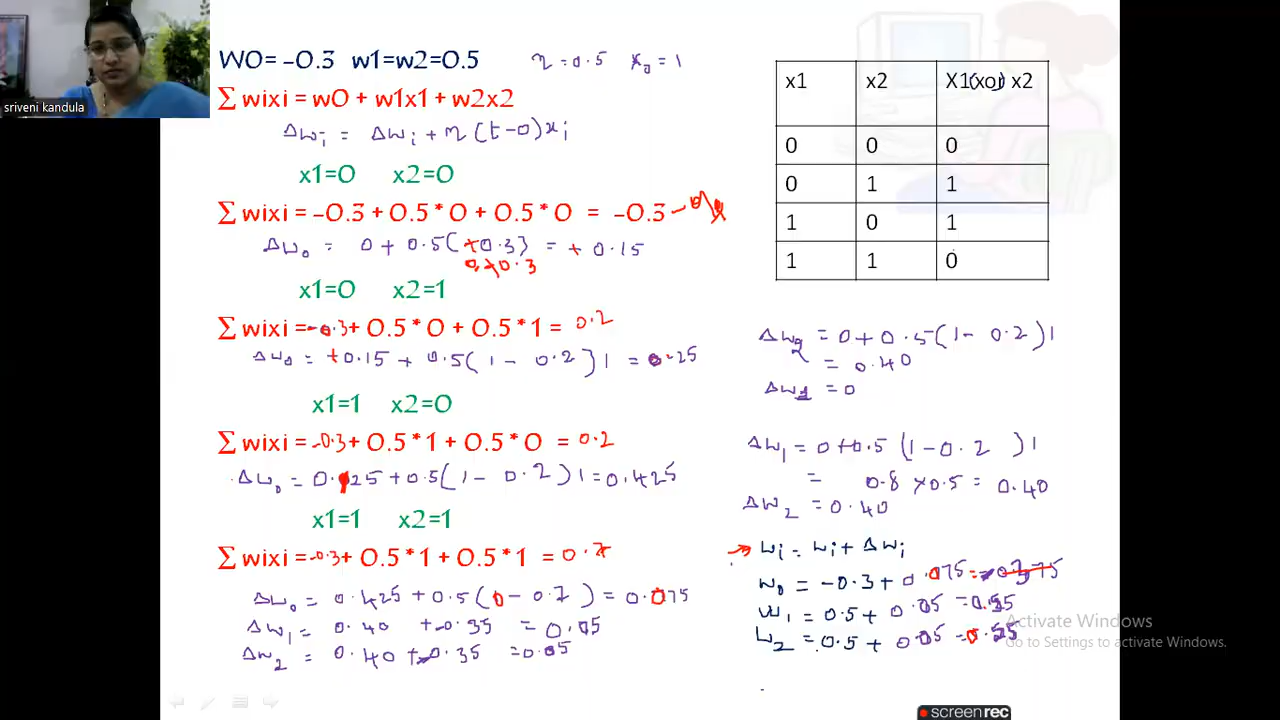 sriveni kandula
WO= -0.3 w1=w2=0.5 η = 0.5 x₀ = 1
∑ wixi = w0 + w1x1 + w2x2
Δwᵢ = Δwᵢ + η (t-0) xᵢ
x1=0 x2=0
∑ wixi = -0.3 + 0.5 * 0 + 0.5 * 0 = -0.3
Δw₀ = 0 + 0.5 ( +0.3 ) = + 0.15
0+0.3
x1=0 x2=1
∑ wixi = -0.3 + 0.5 * 0 + 0.5 * 1 = 0.2
Δw₀ = +0.15 + 0.5 ( 1 - 0.2 ) 1 = 0.25
x1=1 x2=0
∑ wixi = -0.3 + 0.5 * 1 + 0.5 * 0 = 0.2
Δw₀ = 0.025 + 0.5 ( 1 - 0.2 ) 1 = 0.425
x1=1 x2=1
∑ wixi = -0.3 + 0.5 * 1 + 0.5 * 1 = 0.7
Δw₀ = 0.425 + 0.5 ( 0 - 0.7 ) = 0.075
Δw₁ = 0.40 + -0.35 = 0.05
Δw₂ = 0.40 + -0.35 = 0.05
x1 x2 X1(xor) x2
0 0 0
0 1 1
1 0 1
1 1 0
Δw₂ = 0 + 0.5 ( 1 - 0.2 ) 1
= 0.40
Δw₁ = 0
Δw₁ = 0 + 0.5 ( 1 - 0.2 ) 1
= 0.8 × 0.5 = 0.40
Δw₂ = 0.40
→ wᵢ = wᵢ + Δwᵢ
w₀ = -0.3 + 0.075 =
w₁ = 0.5 + 0.05 = 0.55
w₂ = 0.5 + 0.05 = 0.55
Activate Windows
Go to Settings to activate Windows.
screenrec